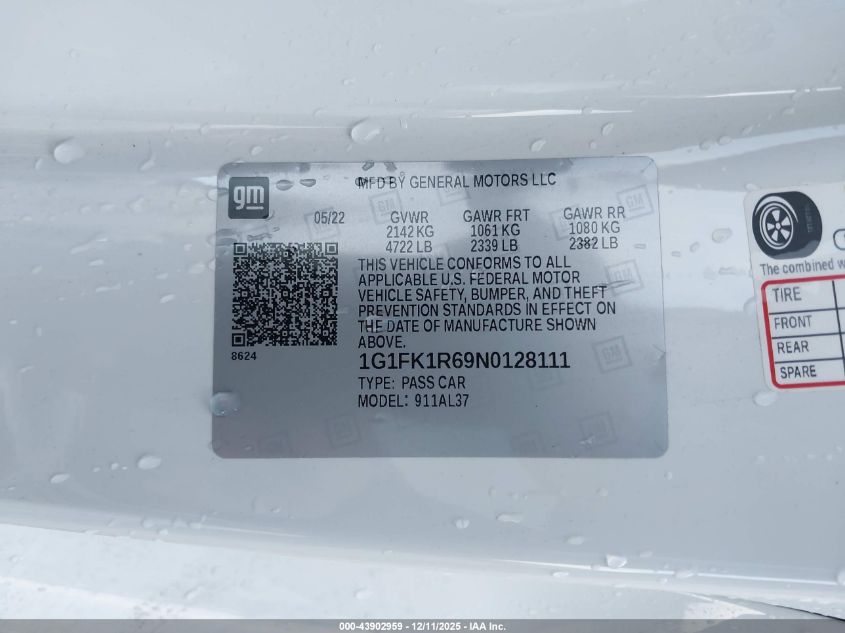 gm
MFD BY GENERAL MOTORS LLC
05/22 GVWR GAWR FRT GAWR RR
2142 KG 1061 KG 1080 KG
4722 LB 2339 LB 2382 LB
THIS VEHICLE CONFORMS TO ALL
APPLICABLE U.S. FEDERAL MOTOR
VEHICLE SAFETY, BUMPER, AND THEFT
PREVENTION STANDARDS IN EFFECT ON
THE DATE OF MANUFACTURE SHOWN
ABOVE.
8624
1G1FK1R69N0128111
TYPE: PASS CAR
MODEL: 911AL37
The combined w
TIRE
FRONT
REAR
SPARE
000-43902959 - 12/11/2025 - IAA Inc.